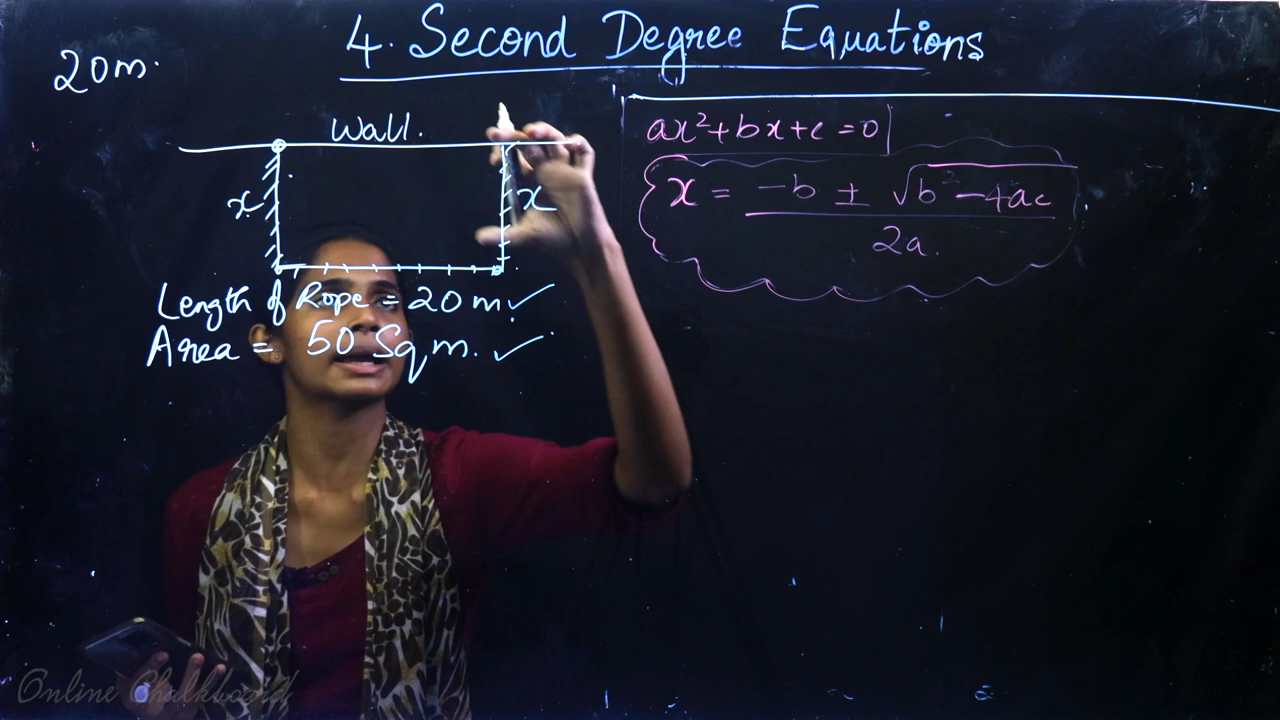 4. Second Degree Equations
20m.
Wall.
x
x
Length of Rope = 20 m ✓
Area = 50 Sqm. ✓
ax²+bx+c=0
x = -b ± √b²-4ac
2a.
Online Chalkboard